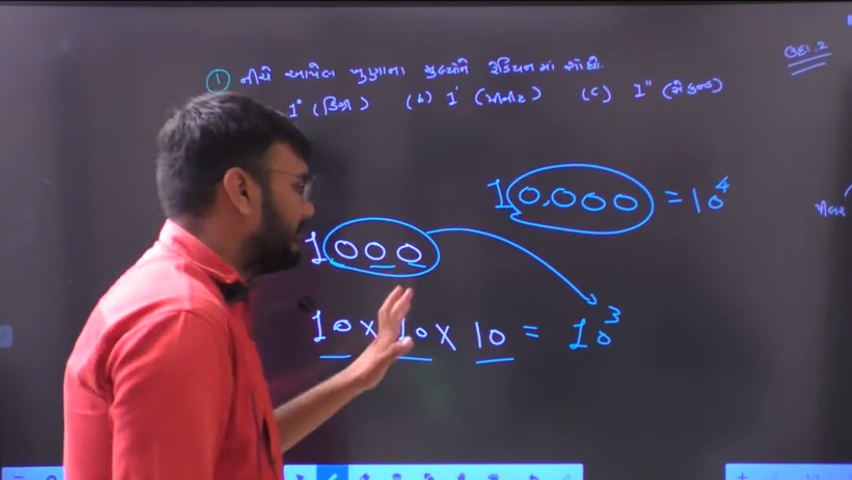 ઉદા. 2
① નીચે આપેલ ખુણાના મુલ્યોને રેડિયનમાં શોધો.
1° (ડિગ્રી) (b) 1' (મીનીટ) (c) 1" (સેકન્ડ)
10,000 = 10⁴
1000
10 x 10 x 10 = 10³